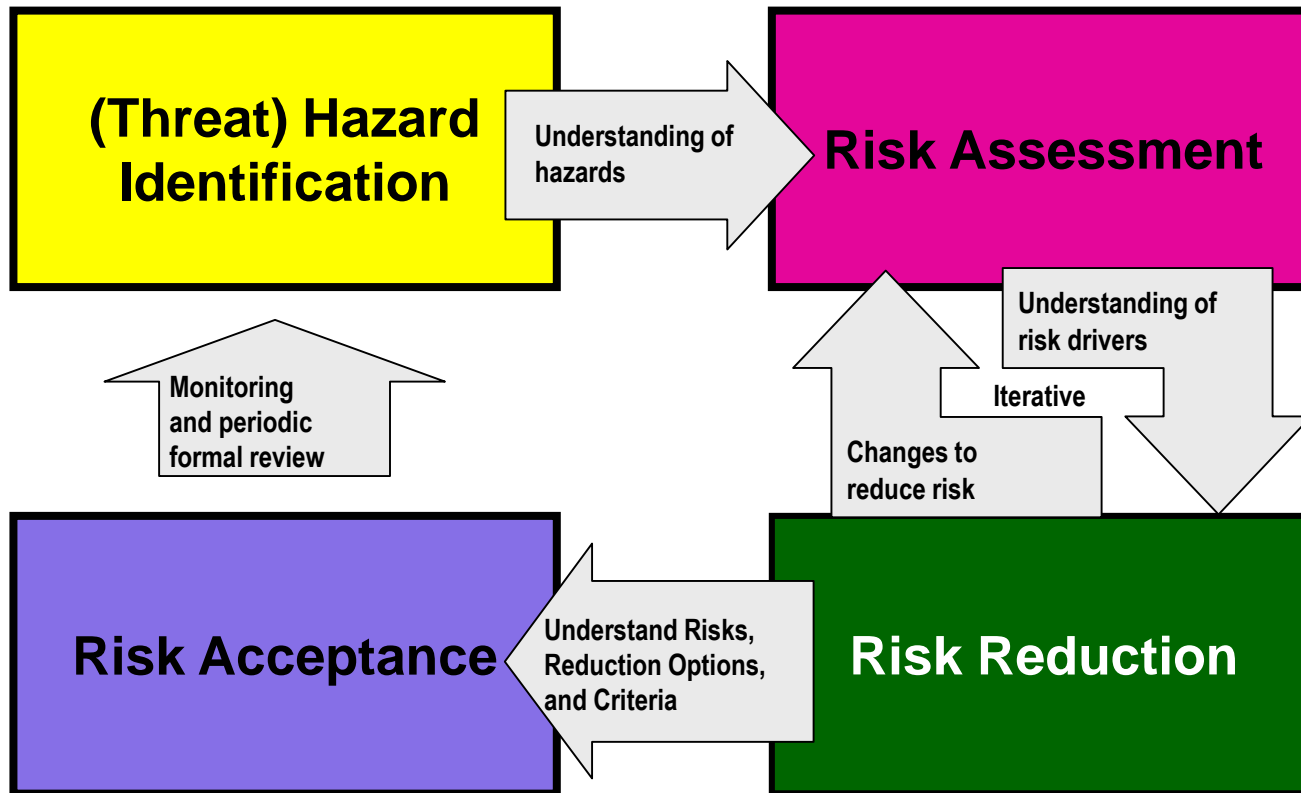 (Threat) Hazard
Identification
Understanding of
hazards
Risk Assessment
Understanding of
risk drivers
Iterative
Changes to
reduce risk
Monitoring
and periodic
formal review
Risk Acceptance
Understand Risks,
Reduction Options,
and Criteria
Risk Reduction